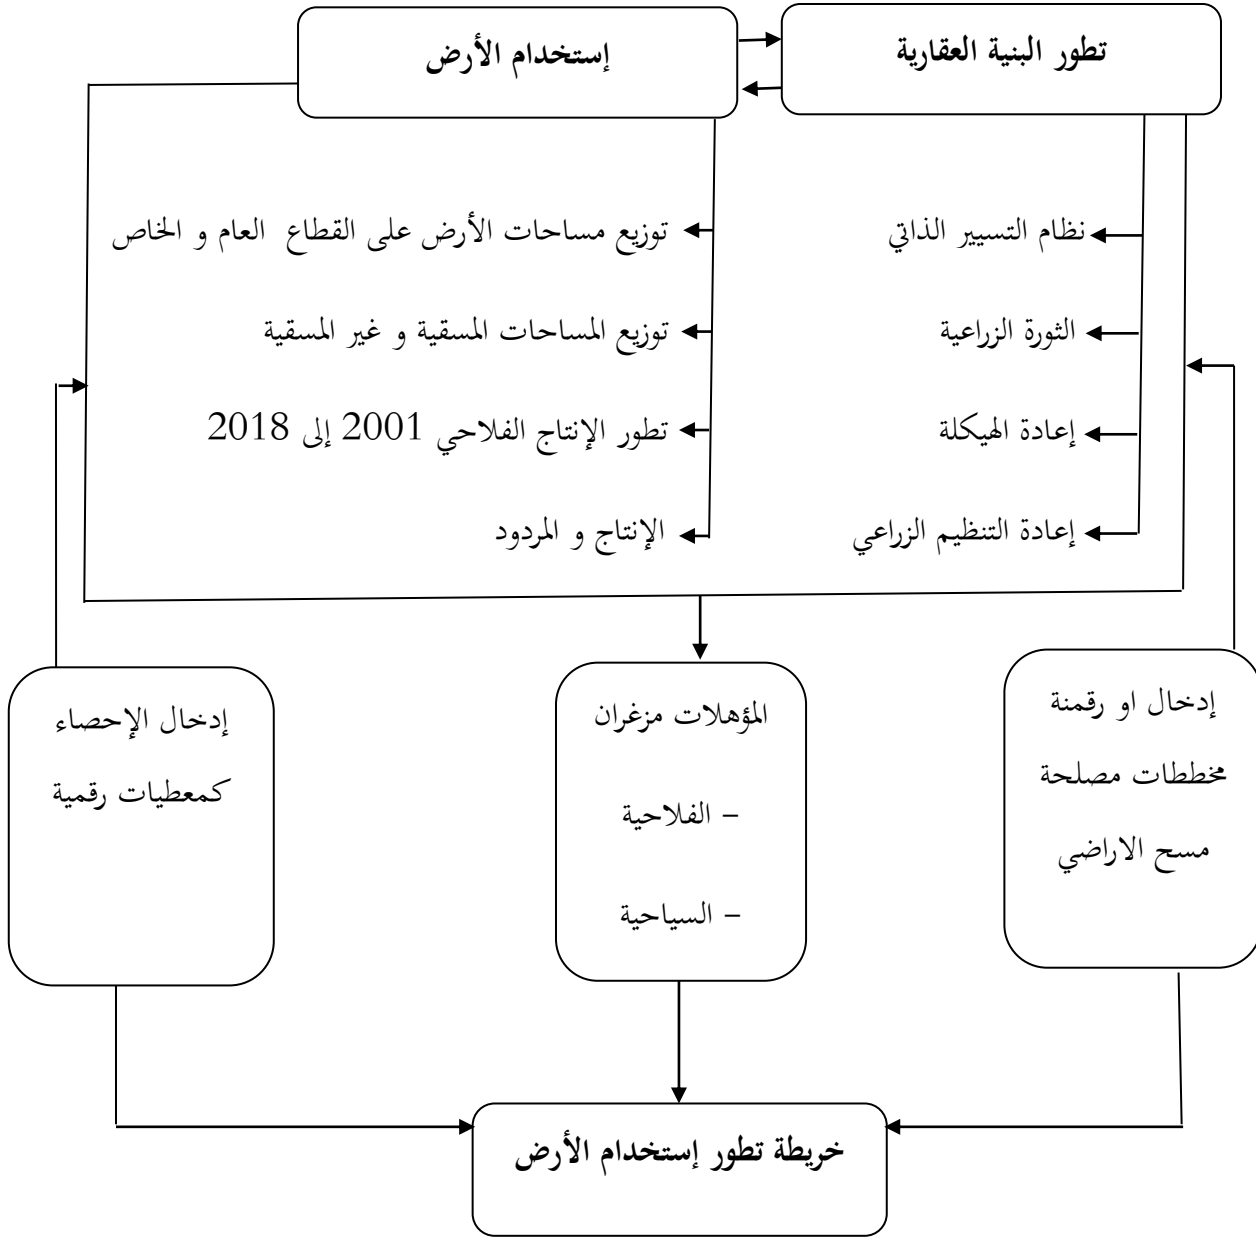 تطور البنية العقارية
إستخدام الأرض
نظام التسيير الذاتي
الثورة الزراعية
إعادة الهيكلة
إعادة التنظيم الزراعي
توزيع مساحات الأرض على القطاع العام و الخاص
توزيع المساحات المسقية و غير المسقية
تطور الإنتاج الفلاحي 2001 إلى 2018
الإنتاج و المردود
إدخال او رقمنة
مخططات مصلحة
مسح الاراضي
المؤهلات مزغران
– الفلاحية
– السياحية
إدخال الإحصاء
كمعطيات رقمية
خريطة تطور إستخدام الأرض